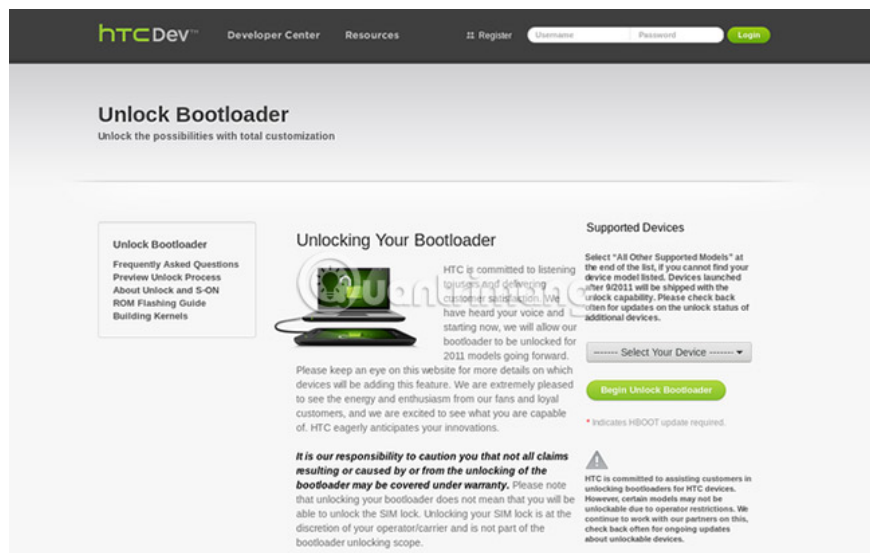 hTC Dev™
Developer Center
Resources
Register
Username
Password
Login
Unlock Bootloader
Unlock the possibilities with total customization
Unlock Bootloader
Frequently Asked Questions
Preview Unlock Process
About Unlock and S-ON
ROM Flashing Guide
Building Kernels
Unlocking Your Bootloader
HTC is committed to listening
to users and delivering
customer satisfaction. We
have heard your voice and
starting now, we will allow our
bootloader to be unlocked for
2011 models going forward.
Please keep an eye on this website for more details on which
devices will be adding this feature. We are extremely pleased
to see the energy and enthusiasm from our fans and loyal
customers, and we are excited to see what you are capable
of. HTC eagerly anticipates your innovations.
It is our responsibility to caution you that not all claims
resulting or caused by or from the unlocking of the
bootloader may be covered under warranty. Please note
that unlocking your bootloader does not mean that you will be
able to unlock the SIM lock. Unlocking your SIM lock is at the
discretion of your operator/carrier and is not part of the
bootloader unlocking scope.
Supported Devices
Select “All Other Supported Models” at
the end of the list, if you cannot find your
device model listed. Devices launched
after 9/2011 will be shipped with the
unlock capability. Please check back
often for updates on the unlock status of
additional devices.
------- Select Your Device -------
Begin Unlock Bootloader
* Indicates HBOOT update required.
HTC is committed to assisting customers in
unlocking bootloaders for HTC devices.
However, certain models may not be
unlockable due to operator restrictions. We
continue to work with our partners on this,
check back often for ongoing updates
about unlockable devices.
Quantrimang